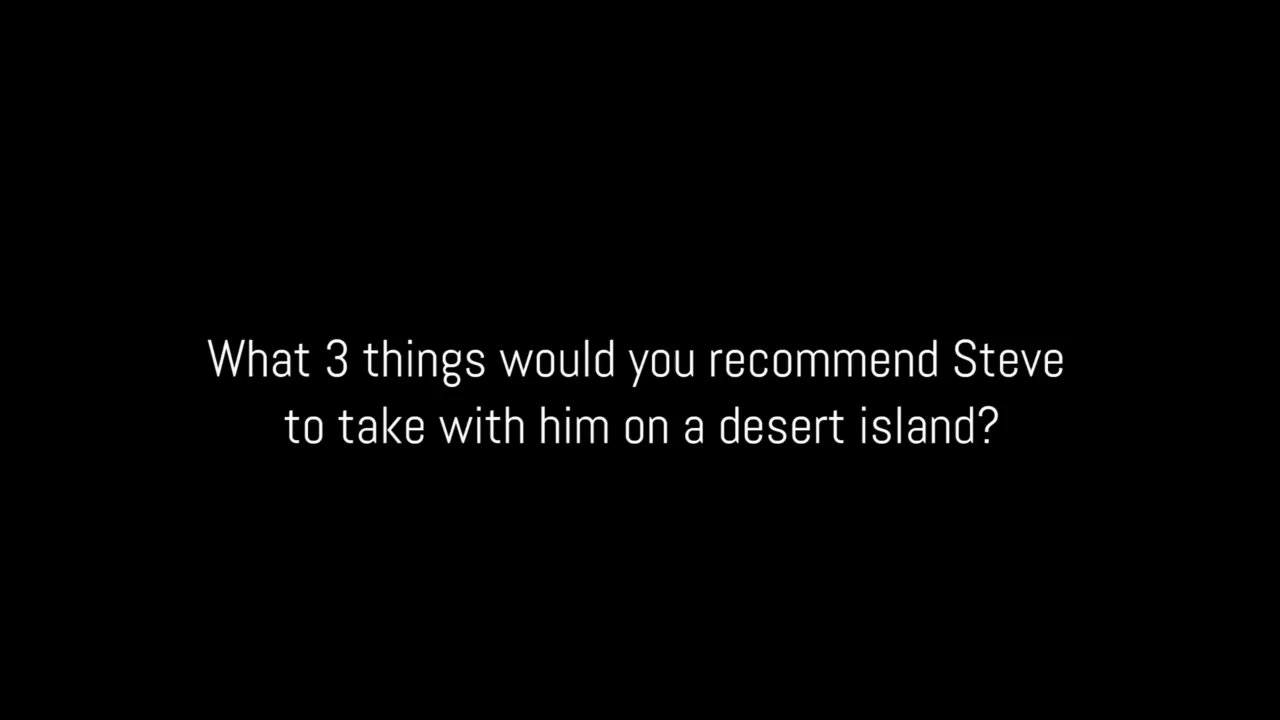 What 3 things would you recommend Steve
to take with him on a desert island?